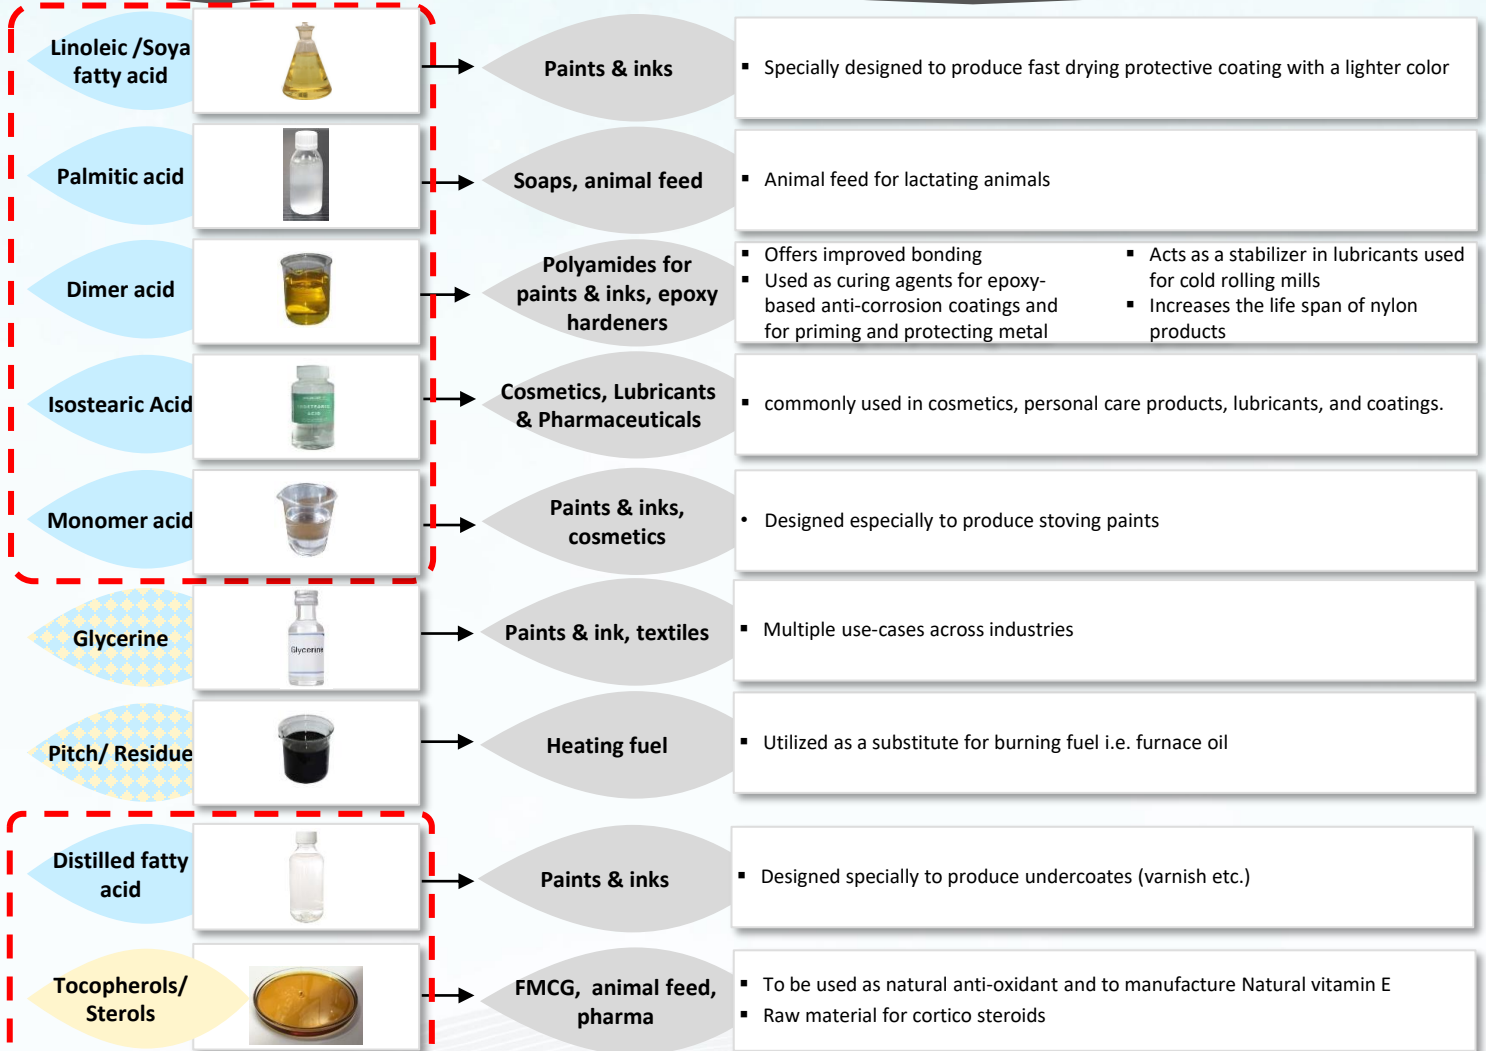 Linoleic /Soya
fatty acid
Paints & inks
▪ Specially designed to produce fast drying protective coating with a lighter color
Palmitic acid
Soaps, animal feed
▪ Animal feed for lactating animals
Dimer acid
Polyamides for
paints & inks, epoxy
hardeners
▪ Offers improved bonding
▪ Used as curing agents for epoxy-
based anti-corrosion coatings and
for priming and protecting metal
▪ Acts as a stabilizer in lubricants used
for cold rolling mills
▪ Increases the life span of nylon
products
Isostearic Acid
Cosmetics, Lubricants
& Pharmaceuticals
▪ commonly used in cosmetics, personal care products, lubricants, and coatings.
Monomer acid
Paints & inks,
cosmetics
• Designed especially to produce stoving paints
Glycerine
Glycerine
Paints & ink, textiles
▪ Multiple use-cases across industries
Pitch/ Residue
Heating fuel
▪ Utilized as a substitute for burning fuel i.e. furnace oil
Distilled fatty
acid
Paints & inks
▪ Designed specially to produce undercoates (varnish etc.)
Tocopherols/
Sterols
FMCG, animal feed,
pharma
▪ To be used as natural anti-oxidant and to manufacture Natural vitamin E
▪ Raw material for cortico steroids